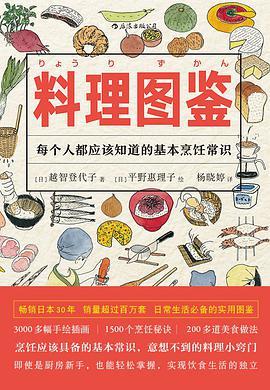 后浪出版公司
りょう り ず かん
料理图鉴
每个人都应该知道的基本烹饪常识
[日] 越智登代子 著 [日] 平野惠理子 绘 杨晓婷 译
畅销日本30年 销量超过百万套 日常生活必备的实用图鉴
3000多幅手绘插画 | 1500个烹饪秘诀 | 200多道美食做法
烹饪应该具备的基本常识，意想不到的料理小窍门
即使是厨房新手，也能轻松掌握，实现饮食生活的独立